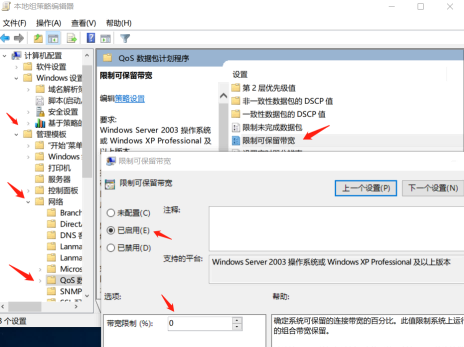 本地组策略编辑器
文件(F) 操作(A) 查看(V) 帮助(H)
计算机配置
软件设置
Windows 设置
域名解析
脚本(启动
安全设置
基于策略的
管理模板
"开始"菜单
Windows
打印机
服务器
控制面板
网络
Branch
Direct
DNS 客
Lanma
Lanma
Micros
QoS 数
SNMP
QoS 数据包计划程序
限制可保留带宽
编辑策略设置
要求:
Windows Server 2003 操作系统
或 Windows XP Professional 及
以上版本
设置
第 2 层优先级值
非一致性数据包的 DSCP 值
一致性数据包的 DSCP 值
限制未完成数据包
限制可保留带宽
限制可保留带宽
限制可保留带宽
上一个设置(P) 下一个设置(N)
未配置(C) 注释:
已启用(E)
已禁用(D)
支持的平台: Windows Server 2003 操作系统或 Windows XP Professional 及以上版本
选项: 帮助:
带宽限制 (%): 0
确定系统可保留的连接带宽的百分比。此值限制系统上运行
的组合带宽保留。
个设置